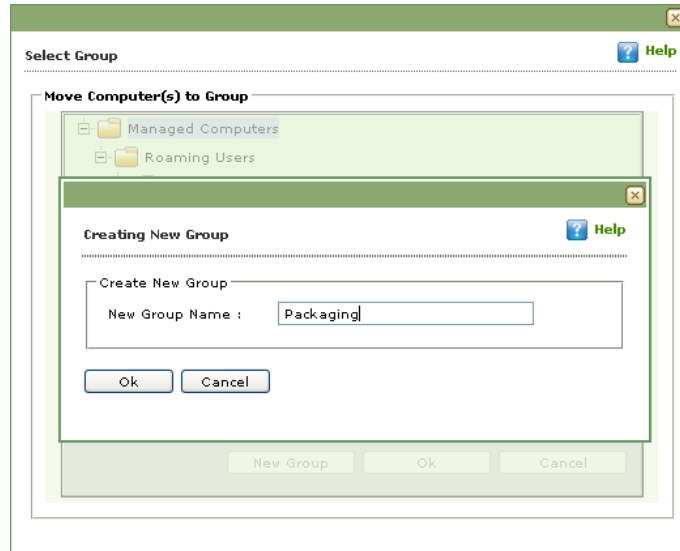 Select Group
Help
Move Computer(s) to Group
Managed Computers
Roaming Users
Creating New Group
Help
Create New Group
New Group Name :
Packaging
Ok Cancel
New Group Ok Cancel